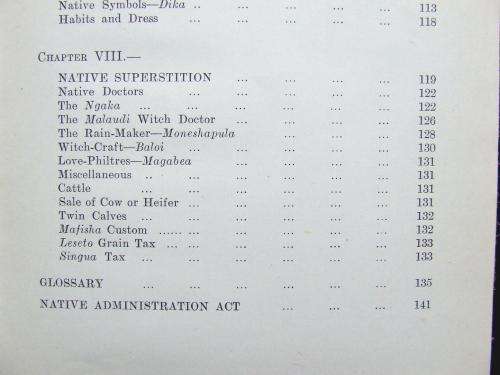 Native Symbols—Dika .. ... ... ... ... 113
Habits and Dress ... ... ... ... 118
CHAPTER VIII.—
NATIVE SUPERSTITION ... ... ... ... 119
Native Doctors ... ... ... ... ... 122
The Ngaka ... ... ... ... ... ... 122
The Malaudi Witch Doctor ... ... ... ... 126
The Rain-Maker—Moneshapula ... ... ... 128
Witch-Craft—Baloi ... ... ... ... ... 130
Love-Philtres—Magabea ... ... ... ... 131
Miscellaneous .. ... ... ... ... ... 131
Cattle ... ... ... ... ... ... 131
Sale of Cow or Heifer ... ... ... ... ... 131
Twin Calves ... ... ... ... ... ... 132
Mafisha Custom ...... ... ... ... ... ... 132
Leseto Grain Tax ... ... ... ... ... ... 133
Singua Tax ... ... ... ... ... ... 133
GLOSSARY ... ... ... ... ... ... 135
NATIVE ADMINISTRATION ACT ... ... ... 141